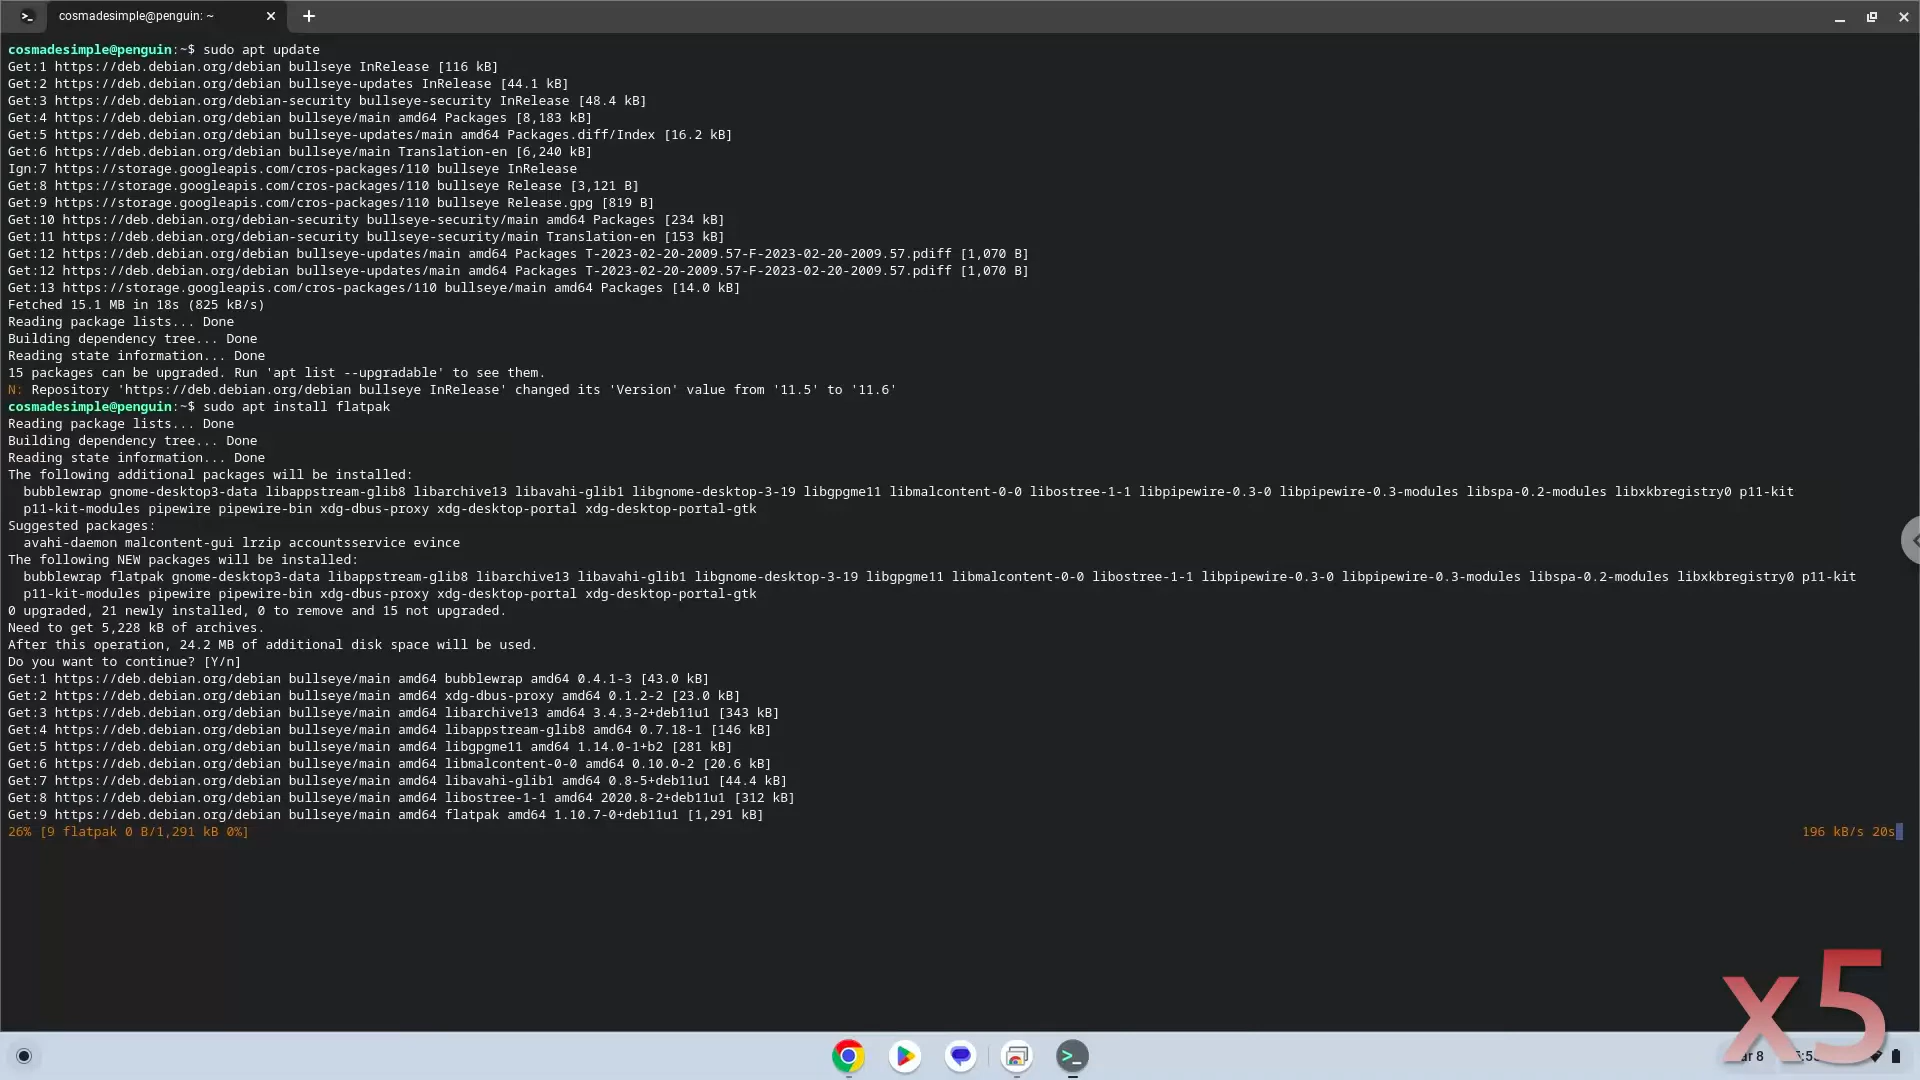 cosmadesimple@penguin: ~
cosmadesimple@penguin:~$ sudo apt update
Get:1 https://deb.debian.org/debian bullseye InRelease [116 kB]
Get:2 https://deb.debian.org/debian bullseye-updates InRelease [44.1 kB]
Get:3 https://deb.debian.org/debian-security bullseye-security InRelease [48.4 kB]
Get:4 https://deb.debian.org/debian bullseye/main amd64 Packages [8,183 kB]
Get:5 https://deb.debian.org/debian bullseye-updates/main amd64 Packages.diff/Index [16.2 kB]
Get:6 https://deb.debian.org/debian bullseye/main Translation-en [6,240 kB]
Ign:7 https://storage.googleapis.com/cros-packages/110 bullseye InRelease
Get:8 https://storage.googleapis.com/cros-packages/110 bullseye Release [3,121 B]
Get:9 https://storage.googleapis.com/cros-packages/110 bullseye Release.gpg [819 B]
Get:10 https://deb.debian.org/debian-security bullseye-security/main amd64 Packages [234 kB]
Get:11 https://deb.debian.org/debian-security bullseye-security/main Translation-en [153 kB]
Get:12 https://deb.debian.org/debian bullseye-updates/main amd64 Packages T-2023-02-20-2009.57-F-2023-02-20-2009.57.pdiff [1,070 B]
Get:12 https://deb.debian.org/debian bullseye-updates/main amd64 Packages T-2023-02-20-2009.57-F-2023-02-20-2009.57.pdiff [1,070 B]
Get:13 https://storage.googleapis.com/cros-packages/110 bullseye/main amd64 Packages [14.0 kB]
Fetched 15.1 MB in 18s (825 kB/s)
Reading package lists... Done
Building dependency tree... Done
Reading state information... Done
15 packages can be upgraded. Run 'apt list --upgradable' to see them.
N: Repository 'https://deb.debian.org/debian bullseye InRelease' changed its 'Version' value from '11.5' to '11.6'
cosmadesimple@penguin:~$ sudo apt install flatpak
Reading package lists... Done
Building dependency tree... Done
Reading state information... Done
The following additional packages will be installed:
bubblewrap gnome-desktop3-data libappstream-glib8 libarchive13 libavahi-glib1 libgnome-desktop-3-19 libgpgme11 libmalcontent-0-0 libostree-1-1 libpipewire-0.3-0 libpipewire-0.3-modules libspa-0.2-modules libxkbregistry0 p11-kit
p11-kit-modules pipewire pipewire-bin xdg-dbus-proxy xdg-desktop-portal xdg-desktop-portal-gtk
Suggested packages:
avahi-daemon malcontent-gui lrzip accountsservice evince
The following NEW packages will be installed:
bubblewrap flatpak gnome-desktop3-data libappstream-glib8 libarchive13 libavahi-glib1 libgnome-desktop-3-19 libgpgme11 libmalcontent-0-0 libostree-1-1 libpipewire-0.3-0 libpipewire-0.3-modules libspa-0.2-modules libxkbregistry0 p11-kit
p11-kit-modules pipewire pipewire-bin xdg-dbus-proxy xdg-desktop-portal xdg-desktop-portal-gtk
0 upgraded, 21 newly installed, 0 to remove and 15 not upgraded.
Need to get 5,228 kB of archives.
After this operation, 24.2 MB of additional disk space will be used.
Do you want to continue? [Y/n]
Get:1 https://deb.debian.org/debian bullseye/main amd64 bubblewrap amd64 0.4.1-3 [43.0 kB]
Get:2 https://deb.debian.org/debian bullseye/main amd64 xdg-dbus-proxy amd64 0.1.2-2 [23.0 kB]
Get:3 https://deb.debian.org/debian bullseye/main amd64 libarchive13 amd64 3.4.3-2+deb11u1 [343 kB]
Get:4 https://deb.debian.org/debian bullseye/main amd64 libappstream-glib8 amd64 0.7.18-1 [146 kB]
Get:5 https://deb.debian.org/debian bullseye/main amd64 libgpgme11 amd64 1.14.0-1+b2 [281 kB]
Get:6 https://deb.debian.org/debian bullseye/main amd64 libmalcontent-0-0 amd64 0.10.0-2 [20.6 kB]
Get:7 https://deb.debian.org/debian bullseye/main amd64 libavahi-glib1 amd64 0.8-5+deb11u1 [44.4 kB]
Get:8 https://deb.debian.org/debian bullseye/main amd64 libostree-1-1 amd64 2020.8-2+deb11u1 [312 kB]
Get:9 https://deb.debian.org/debian bullseye/main amd64 flatpak amd64 1.10.7-0+deb11u1 [1,291 kB]
26% [9 flatpak 0 B/1,291 kB 0%] 196 kB/s 20s
x5
8